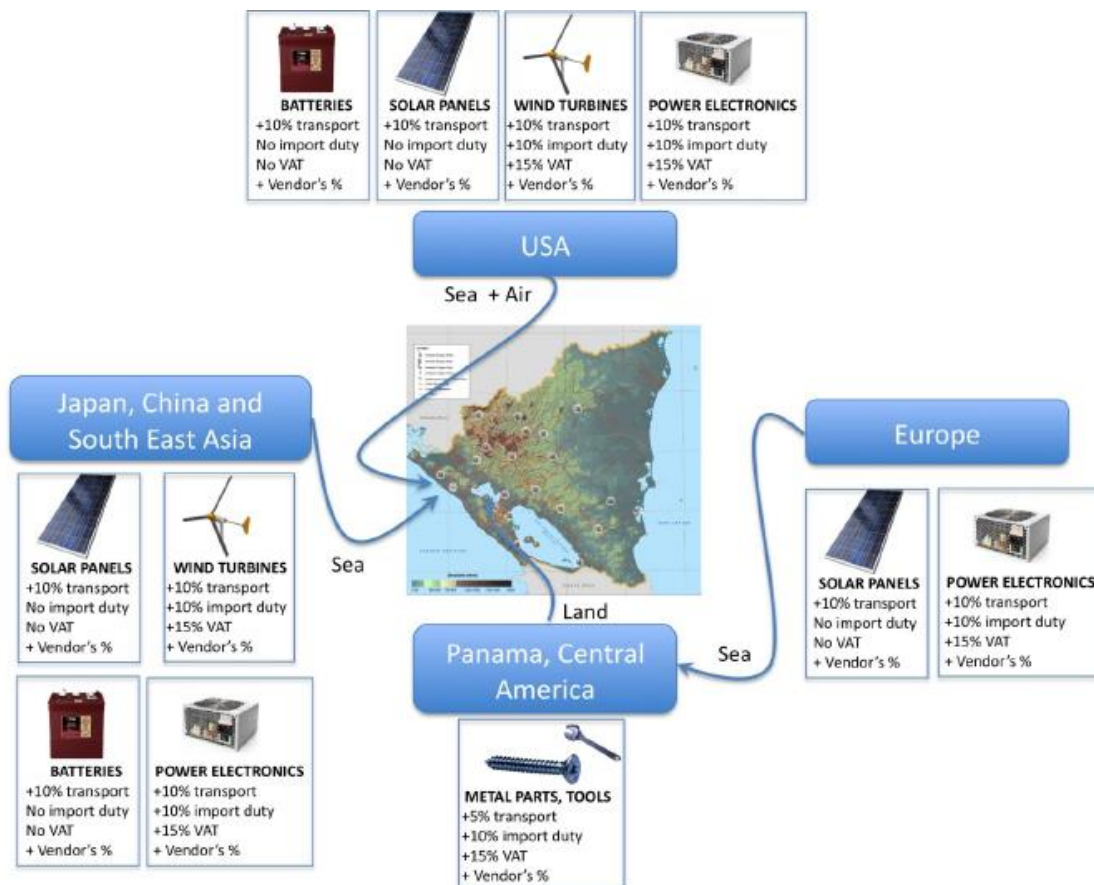 BATTERIES
+10% transport
No import duty
No VAT
+ Vendor's %
SOLAR PANELS
+10% transport
No import duty
No VAT
+ Vendor's %
WIND TURBINES
+10% transport
+10% import duty
+15% VAT
+ Vendor's %
POWER ELECTRONICS
+10% transport
+10% import duty
+15% VAT
+ Vendor's %
USA
Sea + Air
Japan, China and
South East Asia
Sea
SOLAR PANELS
+10% transport
No import duty
No VAT
+ Vendor's %
WIND TURBINES
+10% transport
+10% import duty
+15% VAT
+ Vendor's %
BATTERIES
+10% transport
No import duty
No VAT
+ Vendor's %
POWER ELECTRONICS
+10% transport
+10% import duty
+15% VAT
+ Vendor's %
Europe
Sea
SOLAR PANELS
+10% transport
No import duty
No VAT
+ Vendor's %
POWER ELECTRONICS
+10% transport
+10% import duty
+15% VAT
+ Vendor's %
Land
Panama, Central
America
METAL PARTS, TOOLS
+5% transport
+10% import duty
+15% VAT
+ Vendor's %